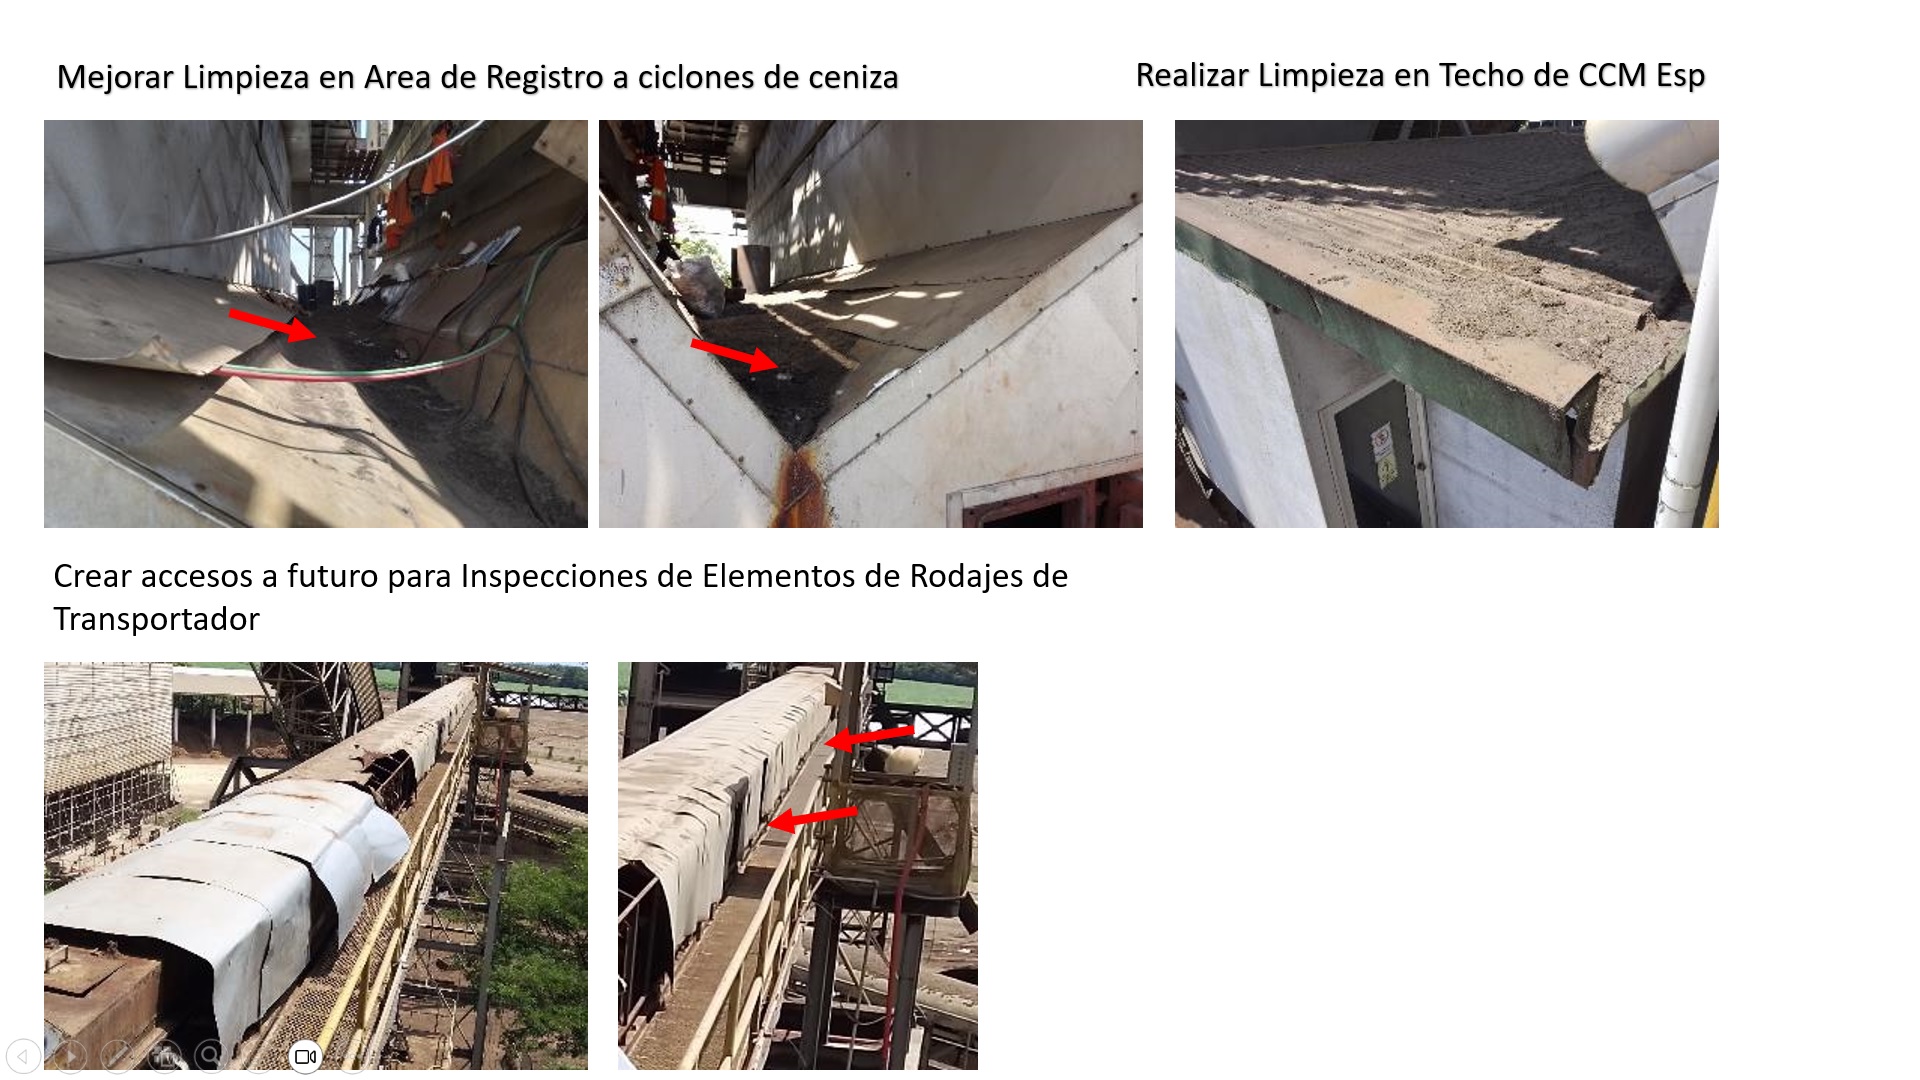 Mejorar Limpieza en Area de Registro a ciclones de ceniza
Realizar Limpieza en Techo de CCM Esp
Crear accesos a futuro para Inspecciones de Elementos de Rodajes de
Transportador